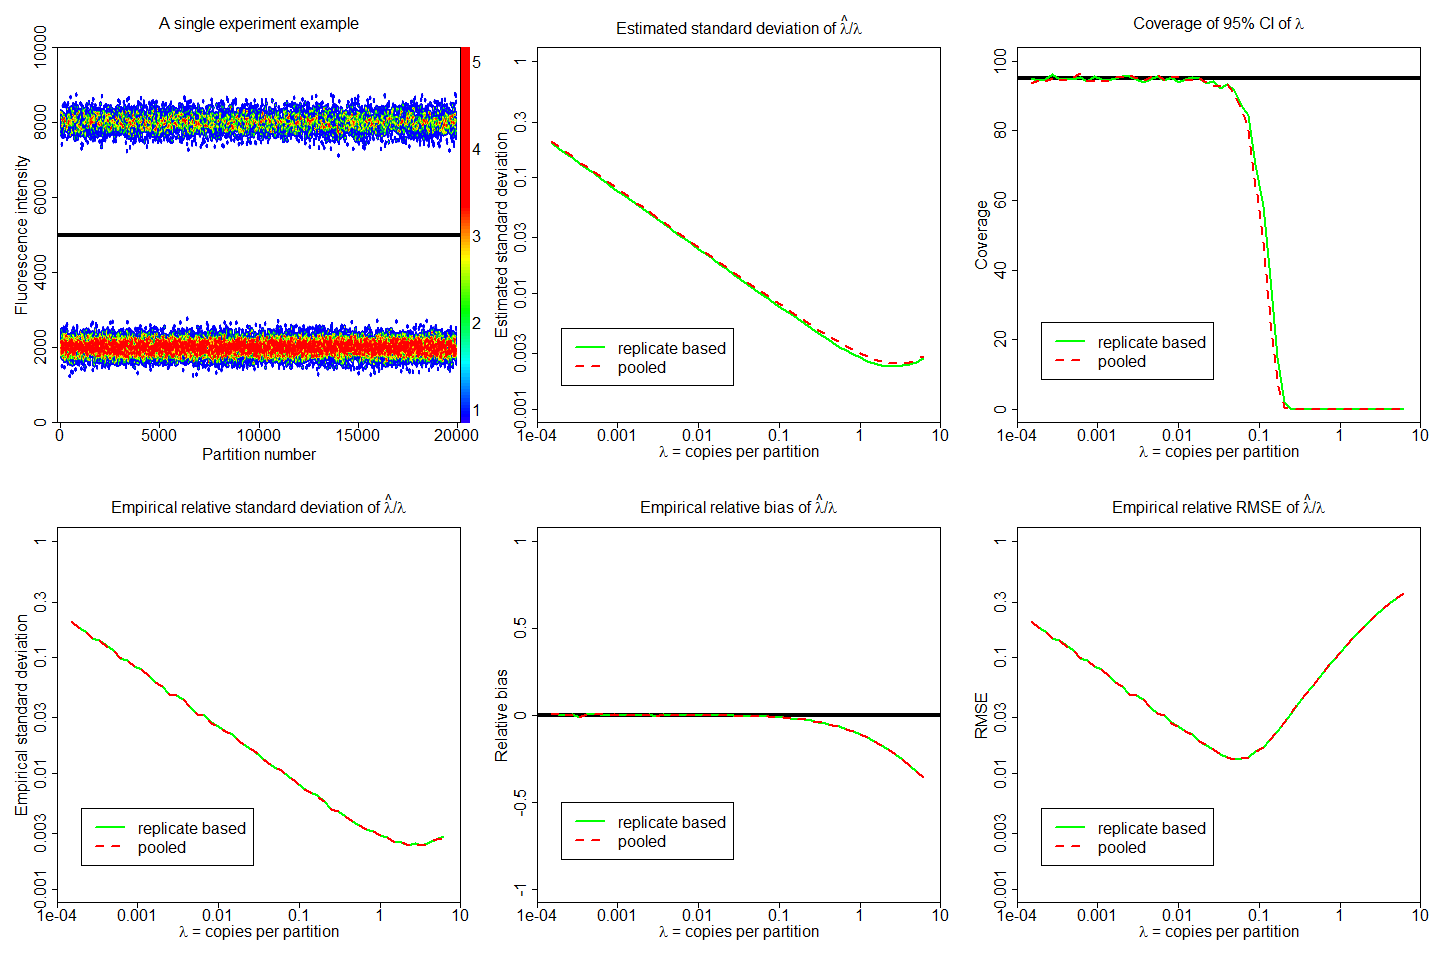 A single experiment example
Fluorescence intensity
10000
8000
6000
4000
2000
0
5
4
3
2
1
0
5000
10000
15000
20000
Partition number
Estimated standard deviation of λ̂/λ
Estimated standard deviation
1
0.3
0.1
0.03
0.01
0.003
0.001
replicate based
pooled
1e-04
0.001
0.01
0.1
1
10
λ = copies per partition
Coverage of 95% CI of λ
Coverage
100
80
60
40
20
0
replicate based
pooled
1e-04
0.001
0.01
0.1
1
10
λ = copies per partition
Empirical relative standard deviation of λ̂/λ
Empirical standard deviation
1
0.3
0.1
0.03
0.01
0.003
0.001
replicate based
pooled
1e-04
0.001
0.01
0.1
1
10
λ = copies per partition
Empirical relative bias of λ̂/λ
Relative bias
1
0.5
0
-0.5
-1
replicate based
pooled
1e-04
0.001
0.01
0.1
1
10
λ = copies per partition
Empirical relative RMSE of λ̂/λ
RMSE
1
0.3
0.1
0.03
0.01
0.003
0.001
replicate based
pooled
1e-04
0.001
0.01
0.1
1
10
λ = copies per partition